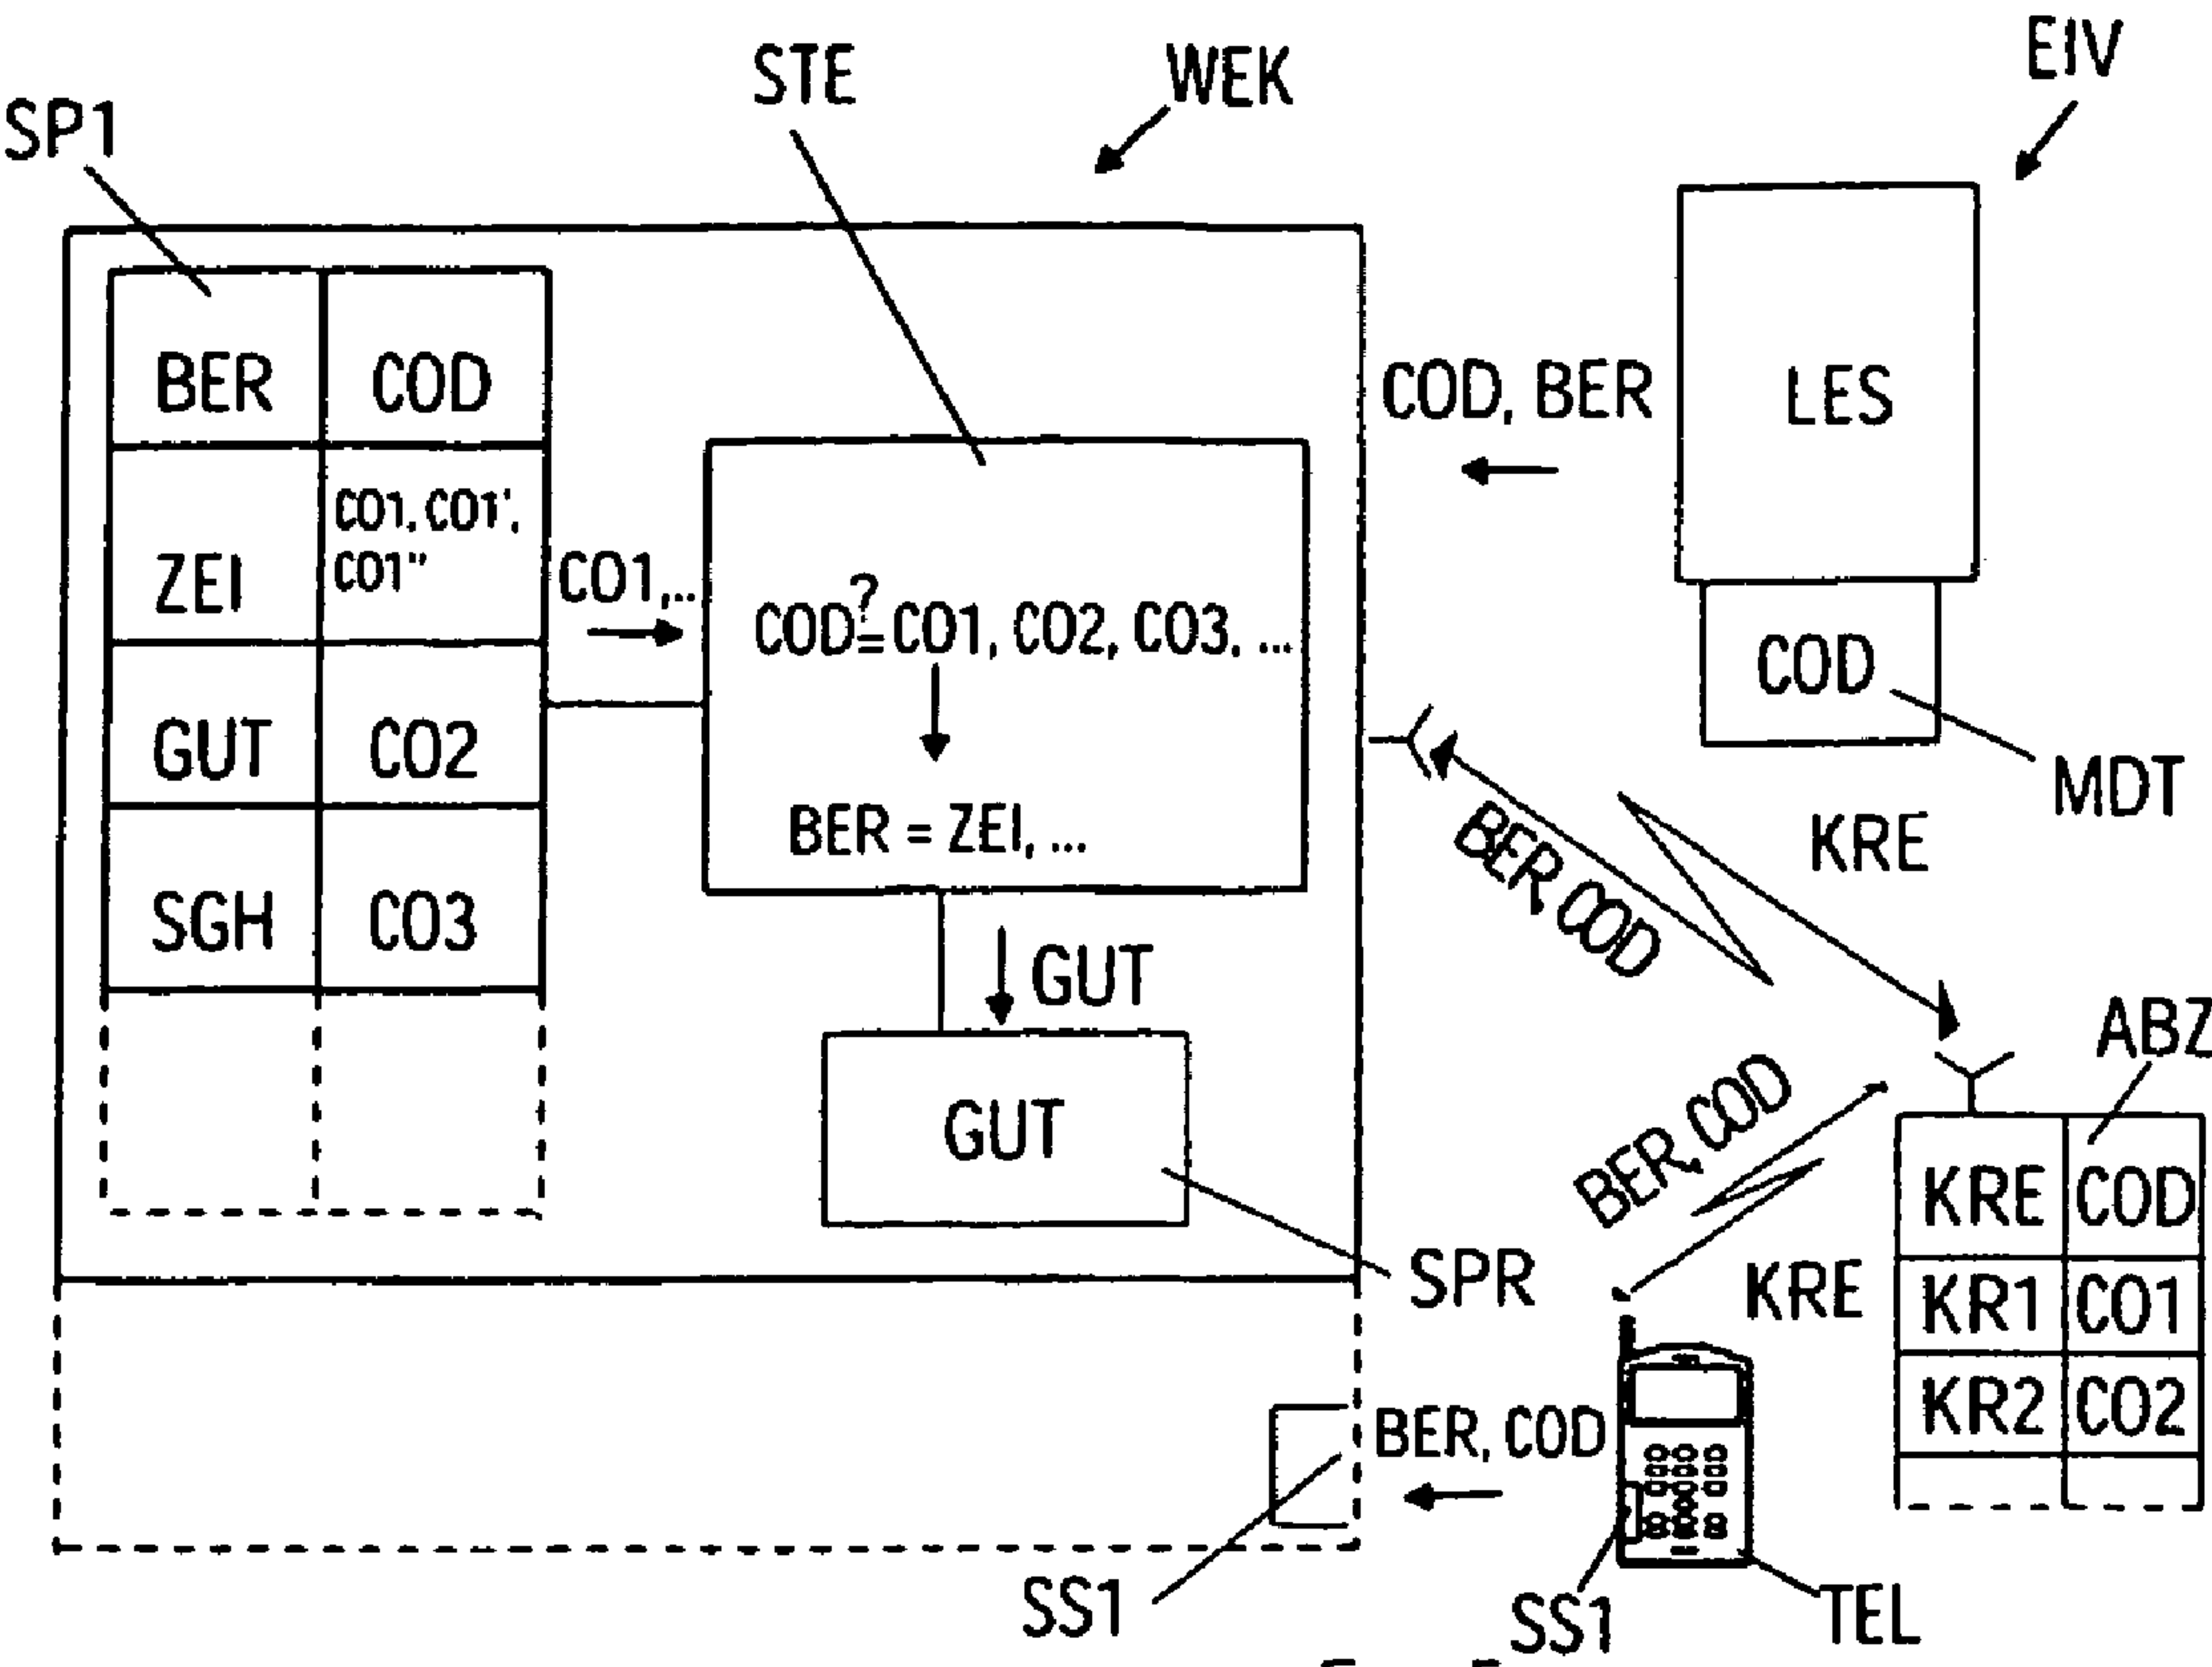 STE
WEK
EIV
SP1
BER
COD
COD, BER
LES
CO1, CO1',
CO1''
ZEI
CO1,..
COD ?= CO1, CO2, CO3, ...
COD
MDT
GUT
CO2
BER = ZEI, ...
BER COD
KRE
SGH
CO3
GUT
ABZ
GUT
BER, COD
KRE
COD
SPR
KRE
KR1
CO1
KR2
CO2
BER, COD
SS1
SS1
TEL